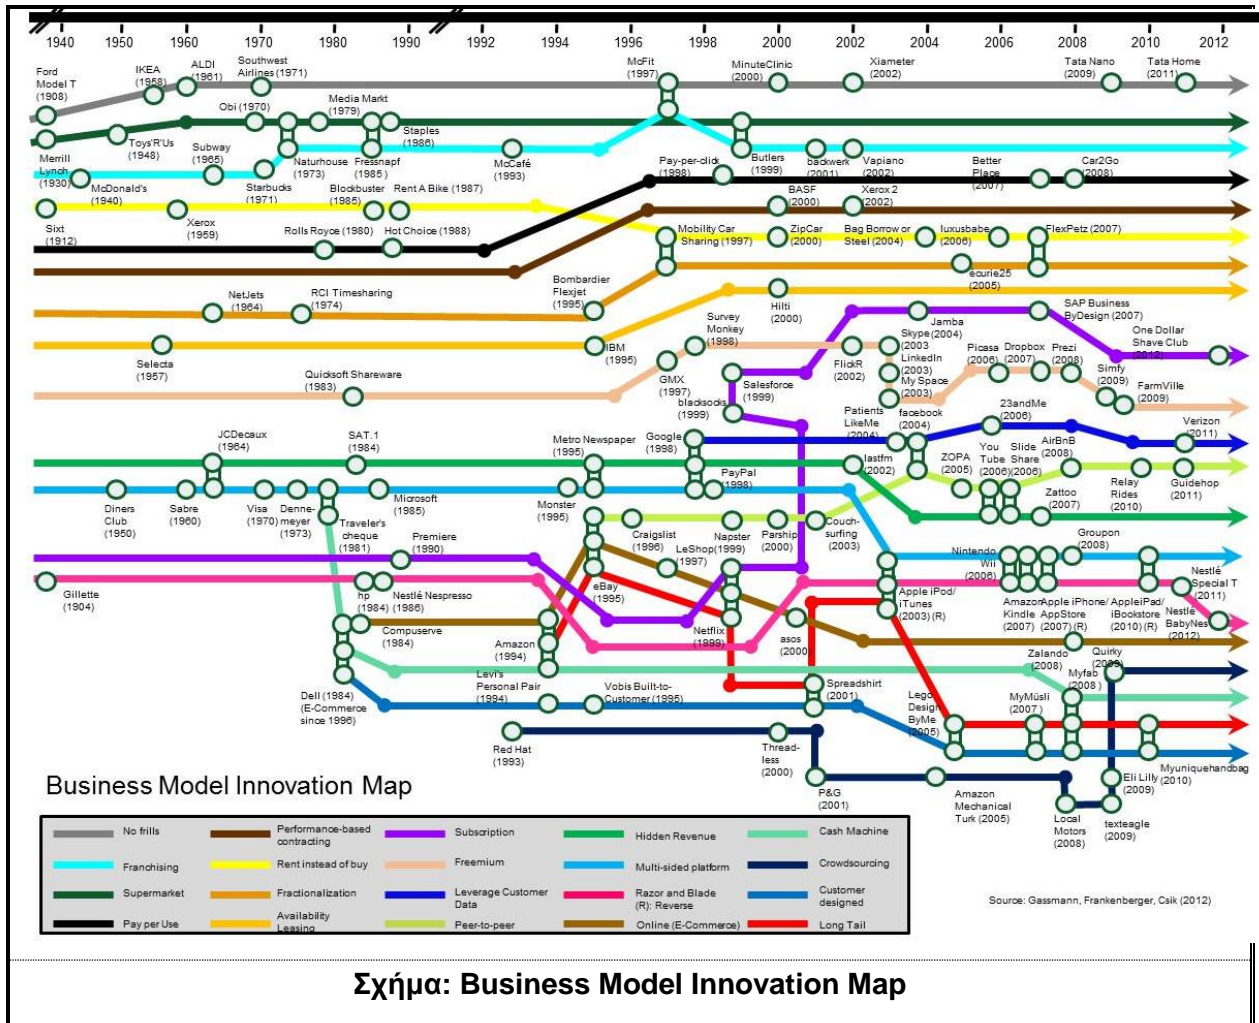 1940 1950 1960 1970 1980 1990 1992 1994 1996 1998 2000 2002 2004 2006 2008 2010 2012
Ford
Model T
(1908)
IKEA
(1958)
ALDI
(1961)
Southwest
Airlines (1971)
McFit
(1997)
MinuteClinic
(2000)
Xiameter
(2002)
Tata Nano
(2009)
Tata Home
(2011)
Obi (1970)
Media Markt
(1979)
Staples
(1986)
Merrill
Lynch
(1930)
Toys'R'Us
(1948)
Subway
(1965)
Naturhouse
(1973)
Fressnapf
(1985)
McCafé
(1993)
Pay-per-click
(1998)
Butlers
(1999)
backwerk
(2001)
Vapiano
(2002)
Better
Place
(2007)
Car2Go
(2008)
McDonald's
(1940)
Starbucks
(1971)
Blockbuster
(1985)
Rent A Bike (1987)
BASF
(2000)
Xerox 2
(2002)
Sixt
1912)
Xerox
(1959)
Rolls Royce (1980)
Hot Choice (1988)
Mobility Car
Sharing (1997)
ZipCar
(2000)
Bag Borrow or
Steel (2004)
luxusbabe
(2006)
FlexPetz (2007)
NetJets
(1964)
RCI Timesharing
(1974)
Bombardier
Flexjet
(1995)
écurie25
(2005)
Hilti
(2000)
Selecta
(1957)
IBM
(1995)
Survey
Monkey
(1998)
Jamba
(2004)
SAP Business
ByDesign (2007)
One Dollar
Shave Club
(2012)
Skype
(2003
LinkedIn
(2003)
My Space
(2003)
FlickR
(2002)
Picasa
(2006)
Dropbox
(2007)
Prezi
(2008)
Simfy
(2009)
FarmVille
(2009)
Quicksoft Shareware
(1983)
GMX
(1997)
blacksocks
(1999)
Salesforce
(1999)
Patients
LikeMe
(2004)
facebook
(2004)
23andMe
(2006)
Verizon
(2011)
JCDecaux
(1964)
SAT.1
(1984)
Metro Newspaper
(1995)
Google
(1998)
PayPal
(1998)
lastfm
(2002)
ZOPA
(2005)
You
Tube
(2006)
Slide
Share
(2006)
AirBnB
(2008)
Zattoo
(2007)
Relay
Rides
(2010)
Guidehop
(2011)
Diners
Club
(1950)
Sabre
(1960)
Visa
(1970)
Denne-
meyer
(1973)
Traveler's
cheque
(1981)
Microsoft
(1985)
Monster
(1995)
Craigslist
(1996)
Napster
(1999)
Parship
(2000)
Couch-
surfing
(2003)
Premiere
(1990)
LeShop
(1997)
Nintendo
Wii
(2006)
Groupon
(2008)
Gillette
(1904)
hp
(1984)
Nestlé Nespresso
(1986)
eBay
(1995)
Netflix
(1999)
asos
(2000)
Apple iPod/
iTunes
(2003) (R)
Amazon
Kindle
(2007)
Apple iPhone/
AppStore
2007) (R)
AppleiPad/
iBookstore
(2010) (R)
Nestlé
Special T
(2011)
Nestlé
BabyNes
(2012)
Compuserve
(1984)
Amazon
(1994)
Dell (1984)
(E-Commerce
since 1996)
Levi's
Personal Pair
(1994)
Vobis Built-to-
Customer (1995)
Spreadshirt
(2001)
Lego
Design
ByMe
(2005)
Zalando
(2008)
Myfab
(2008)
Quirky
(2009)
MyMüsli
(2007)
Myuniquehandbag
(2010)
Red Hat
(1993)
Thread-
less
(2000)
P&G
(2001)
Amazon
Mechanical
Turk (2005)
Local
Motors
(2008)
Eli Lilly
(2009)
texteagle
(2009)
Business Model Innovation Map
No frills
Performance-based
contracting
Subscription
Hidden Revenue
Cash Machine
Franchising
Rent instead of buy
Freemium
Multi-sided platform
Crowdsourcing
Supermarket
Fractionalization
Leverage Customer
Data
Razor and Blade
(R): Reverse
Customer
designed
Pay per Use
Availability
Leasing
Peer-to-peer
Online (E-Commerce)
Long Tail
Source: Gassmann, Frankenberger, Csik (2012)
Σχήμα: Business Model Innovation Map